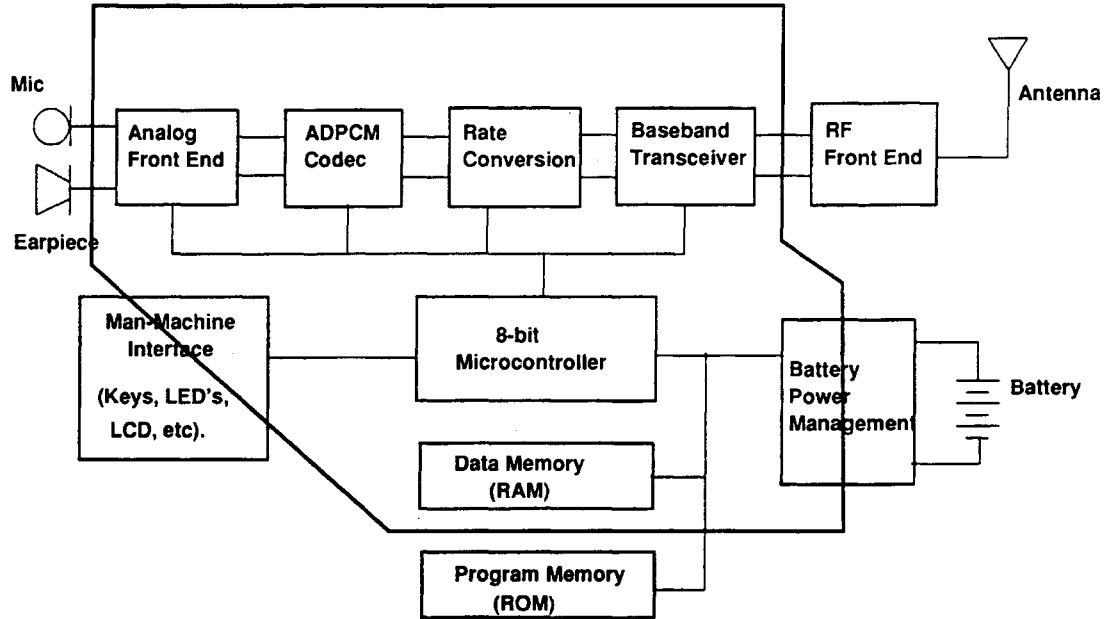 Mic
Antenna
Analog
Front End
ADPCM
Codec
Rate
Conversion
Baseband
Transceiver
RF
Front End
Earpiece
Man-Machine
Interface
(Keys, LED's,
LCD, etc).
8-bit
Microcontroller
Battery
Power
Management
Battery
Data Memory
(RAM)
Program Memory
(ROM)